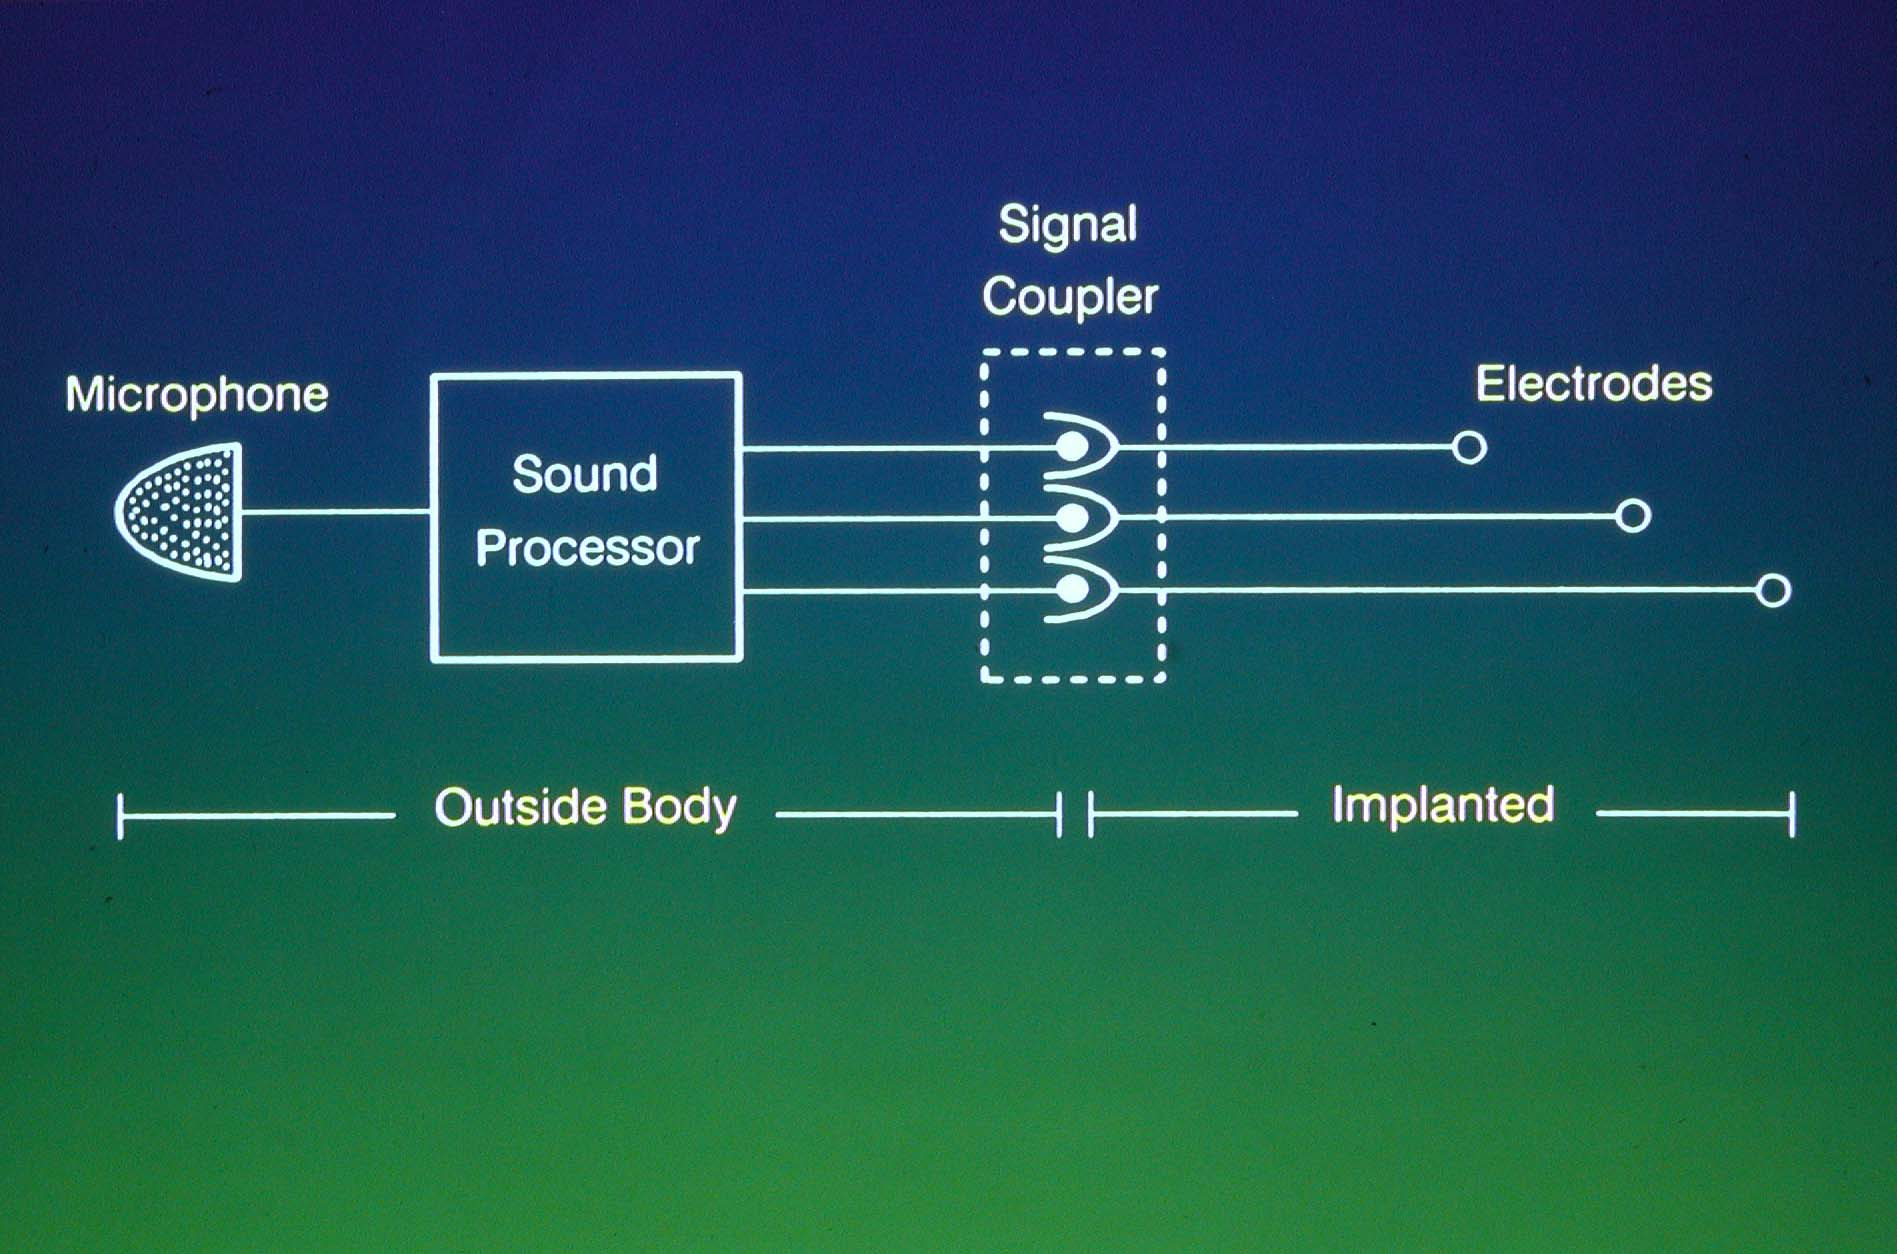 Signal
Coupler
Microphone
Electrodes
Sound
Processor
Outside Body
Implanted